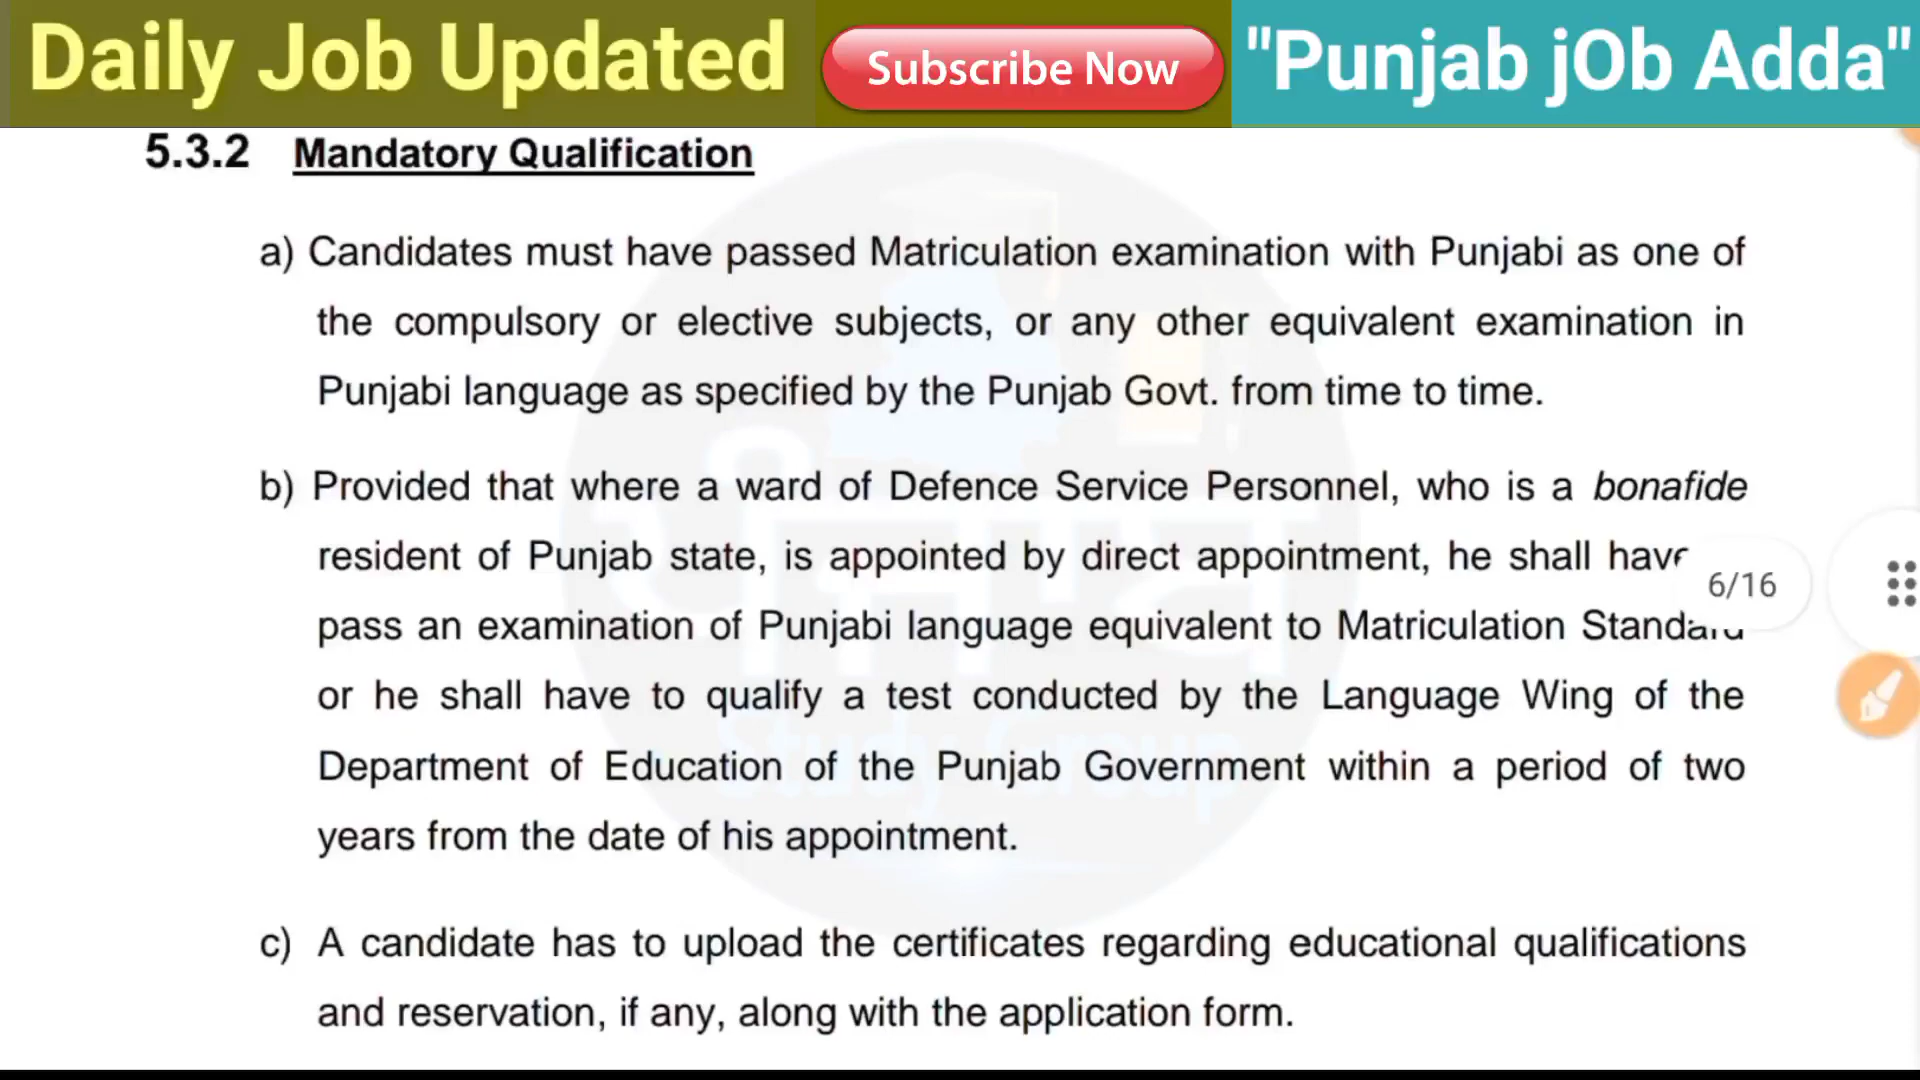 Daily Job Updated
Subscribe Now
"Punjab jOb Adda"
5.3.2 Mandatory Qualification
a) Candidates must have passed Matriculation examination with Punjabi as one of
the compulsory or elective subjects, or any other equivalent examination in
Punjabi language as specified by the Punjab Govt. from time to time.
b) Provided that where a ward of Defence Service Personnel, who is a bonafide
resident of Punjab state, is appointed by direct appointment, he shall have
6/16
pass an examination of Punjabi language equivalent to Matriculation Standard
or he shall have to qualify a test conducted by the Language Wing of the
Department of Education of the Punjab Government within a period of two
years from the date of his appointment.
c) A candidate has to upload the certificates regarding educational qualifications
and reservation, if any, along with the application form.
Study Group